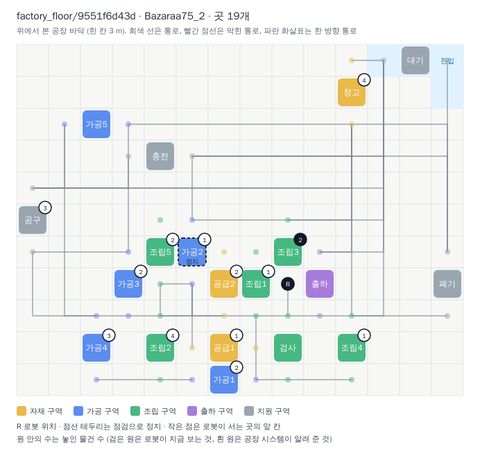 factory_floor/9551f6d43d · Bazaraa75_2 · 곳 19개
위에서 본 공장 바닥 (한 칸 3 m). 회색 선은 통로, 빨간 점선은 막힌 통로, 파란 화살표는 한 방향 통로
대기
진입
창고 4
가공5
충전
공구 3
조립5 2
가공2 1
정지
조립3 2
가공3 2
공급2 2
조립1 1
R
출하
폐기
가공4 3
조립2 4
공급1 1
검사
조립4 1
가공1 2
자재 구역
가공 구역
조립 구역
출하 구역
지원 구역
R 로봇 위치 · 점선 테두리는 점검으로 정지 · 작은 점은 로봇이 서는 곳의 앞 칸
원 안의 수는 놓인 물건 수 (검은 원은 로봇이 지금 보는 것, 흰 원은 공장 시스템이 알려 준 것)